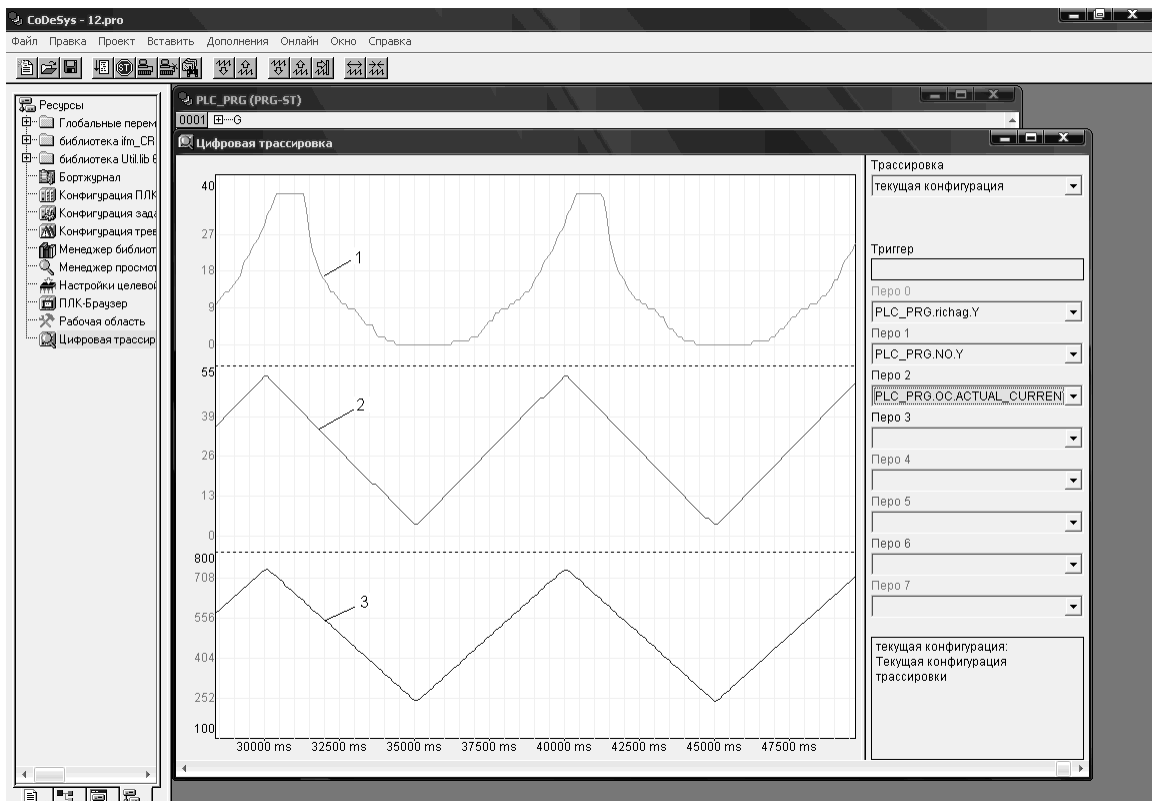 CoDeSys - 12.pro
Файл Правка Проект Вставить Дополнения Онлайн Окно Справка
Ресурсы
Глобальные перем
библиотека ifm_CR
библиотека Util.lib 6
Бортжурнал
Конфигурация ПЛК
Конфигурация зада
Конфигурация трев
Менеджер библиот
Менеджер просмот
Настройки целевой
ПЛК-Браузер
Рабочая область
Цифровая трассир
PLC_PRG (PRG-ST)
0001 G
Цифровая трассировка
40
27
18
9
0
1
55
39
26
13
0
2
800
708
556
404
252
100
3
30000 ms 32500 ms 35000 ms 37500 ms 40000 ms 42500 ms 45000 ms 47500 ms
Трассировка
текущая конфигурация
Триггер
Перо 0
PLC_PRG.richag.Y
Перо 1
PLC_PRG.NO.Y
Перо 2
PLC_PRG.OC.ACTUAL_CURREN
Перо 3
Перо 4
Перо 5
Перо 6
Перо 7
текущая конфигурация:
Текущая конфигурация
трассировки